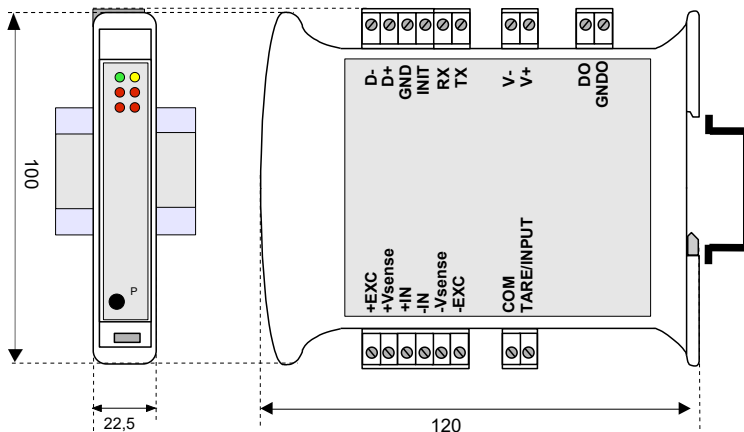 D-
D+
GND
INIT
RX
TX
V-
V+
DO
GNDO
100
P
+EXC
+Vsense
+IN
-IN
-Vsense
-EXC
COM
TARE/INPUT
22,5
120